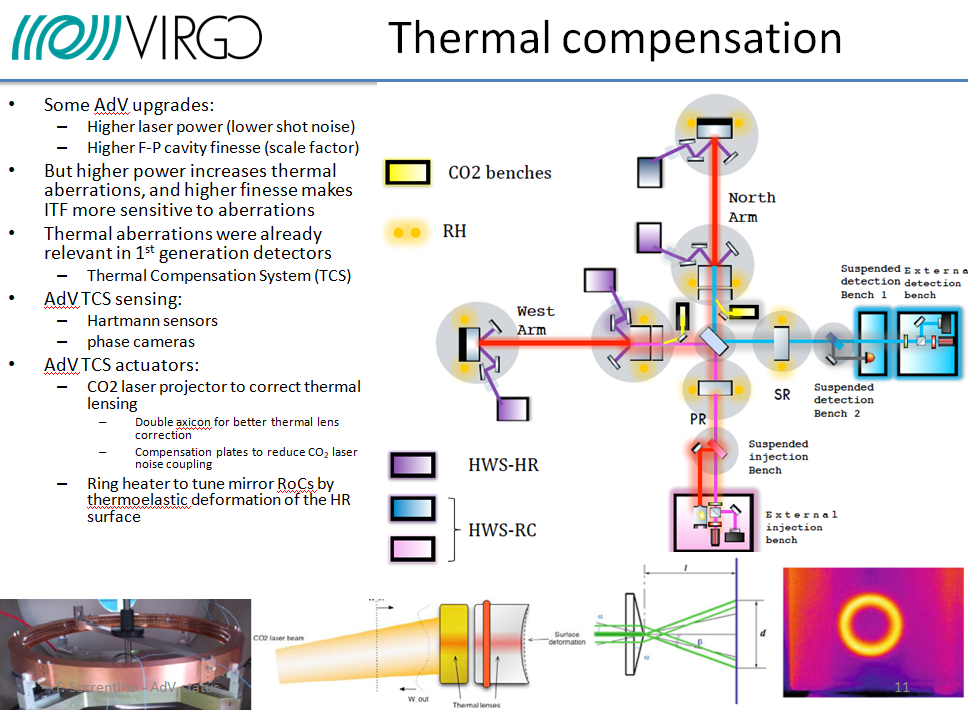 VIRGO
Thermal compensation
• Some AdV upgrades:
– Higher laser power (lower shot noise)
– Higher F-P cavity finesse (scale factor)
• But higher power increases thermal
aberrations, and higher finesse makes
ITF more sensitive to aberrations
• Thermal aberrations were already
relevant in 1st generation detectors
– Thermal Compensation System (TCS)
• AdV TCS sensing:
– Hartmann sensors
– phase cameras
• AdV TCS actuators:
– CO2 laser projector to correct thermal
lensing
– Double axicon for better thermal lens
correction
– Compensation plates to reduce CO2 laser
noise coupling
– Ring heater to tune mirror RoCs by
thermoelastic deformation of the HR
surface
CO2 benches
RH
North
Arm
West
Arm
Suspended
detection
Bench 1
Externa
detection
bench
SR
Suspended
detection
Bench 2
PR
Suspended
injection
Bench
External
injection
bench
HWS-HR
HWS-RC
CO2 laser beam
W_out
Thermal lenses
Surface
deformation
l
d
α
β
α
Sorrentino - AdV status
11